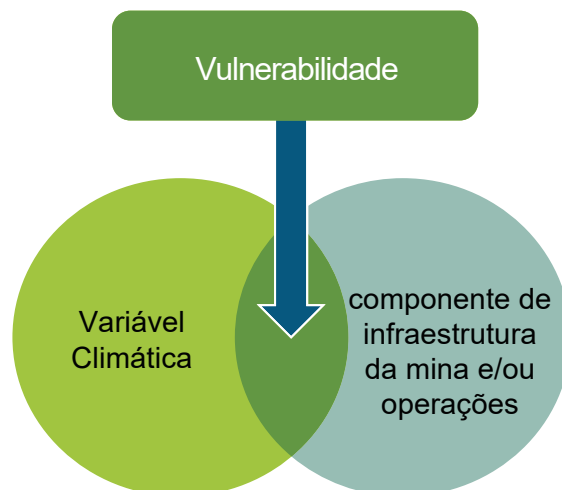 Vulnerabilidade
Variável
Climática
componente de
infraestrutura
da mina e/ou
operações